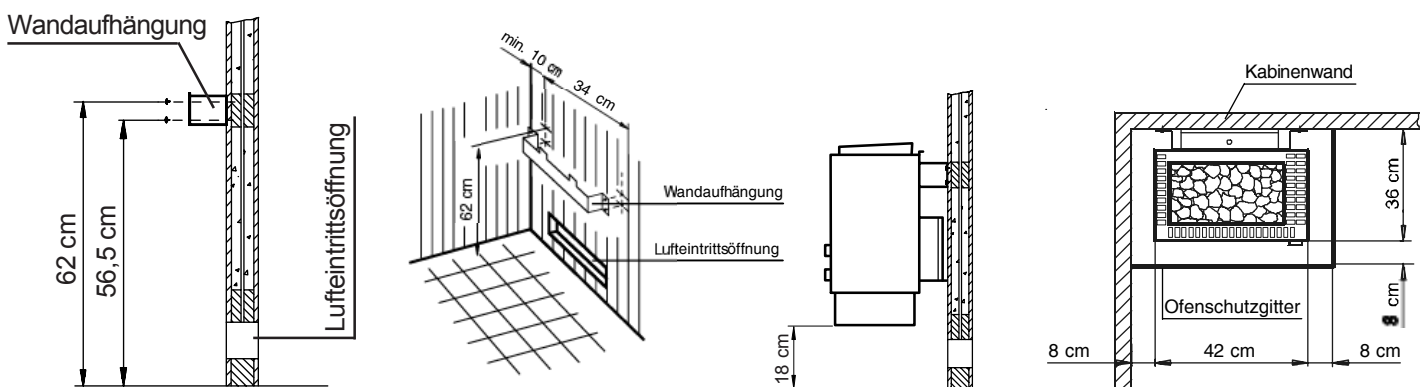 Wandaufhängung
62 cm
56,5 cm
Lufteintrittsöffnung
min. 10 cm
34 cm
62 cm
Wandaufhängung
Lufteintrittsöffnung
18 cm
Kabinenwand
36 cm
8 cm
Ofenschutzgitter
8 cm
42 cm
8 cm